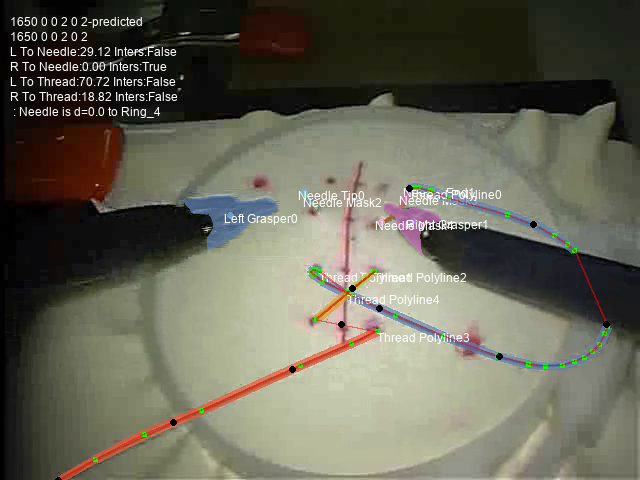 1650 0 0 2 0 2-predicted
1650 0 0 2 0 2
L To Needle:29.12 Inters:False
R To Needle:0.00 Inters:True
L To Thread:70.72 Inters:False
R To Thread:18.82 Inters:False
: Needle is d=0.0 to Ring_4
Needle Tip0
Needle Mask2
Thread Polyline0
Left Grasper0
Thread Polyline2
Thread Polyline4
Thread Polyline3